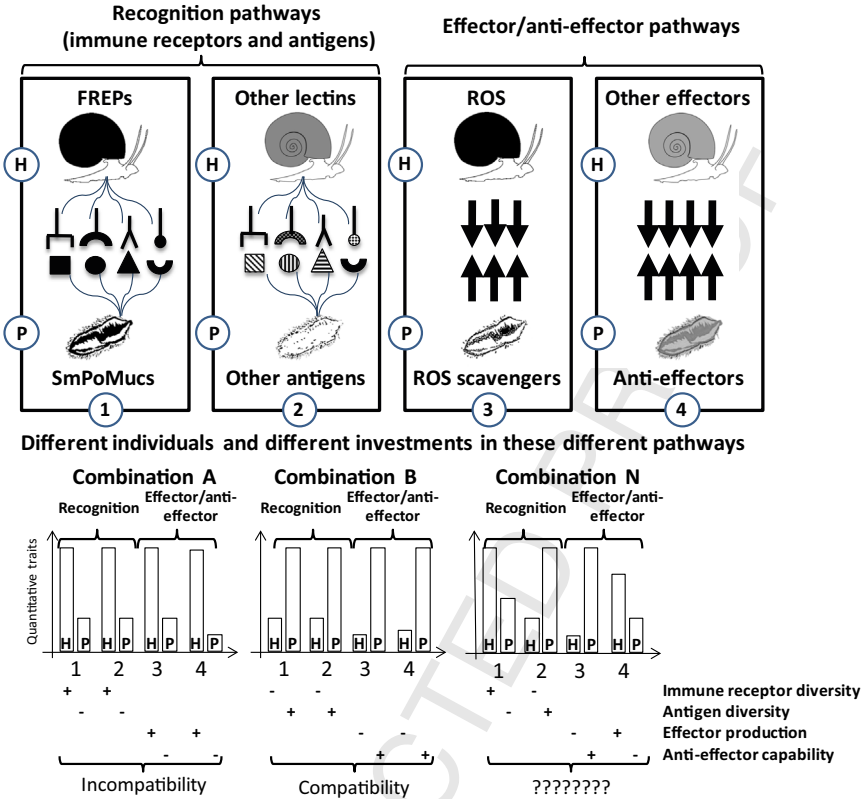 Recognition pathways
(immune receptors and antigens)
Effector/anti-effector pathways
FREPs
Other lectins
ROS
Other effectors
H
H
H
H
P
P
P
P
SmPoMucs
Other antigens
ROS scavengers
Anti-effectors
1
2
3
4
Different individuals and different investments in these different pathways
Combination A
Combination B
Combination N
Recognition
Effector/anti-
effector
Recognition
Effector/anti-
effector
Recognition
Effector/anti-
effector
Quantitative traits
H P H P H P H P
H P H P H P H P
H P H P H P H P
1 2 3 4
1 2 3 4
1 2 3 4
+ + - - + - Immune receptor diversity
- - + + - + Antigen diversity
+ + - - - + Effector production
- - + + + - Anti-effector capability
Incompatibility
Compatibility
????????
CTED PR